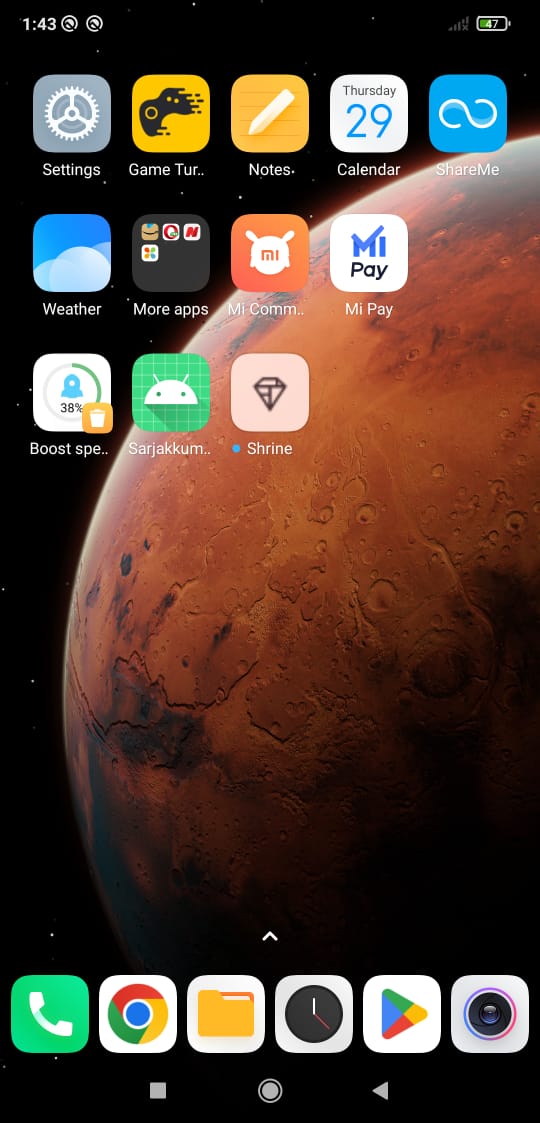 1:43
47
Thursday
29
Settings
Game Tur..
Notes
Calendar
ShareMe
mi
MI
Pay
Weather
More apps
Mi Comm..
Mi Pay
38%
Boost spe..
Sarjakkum..
Shrine